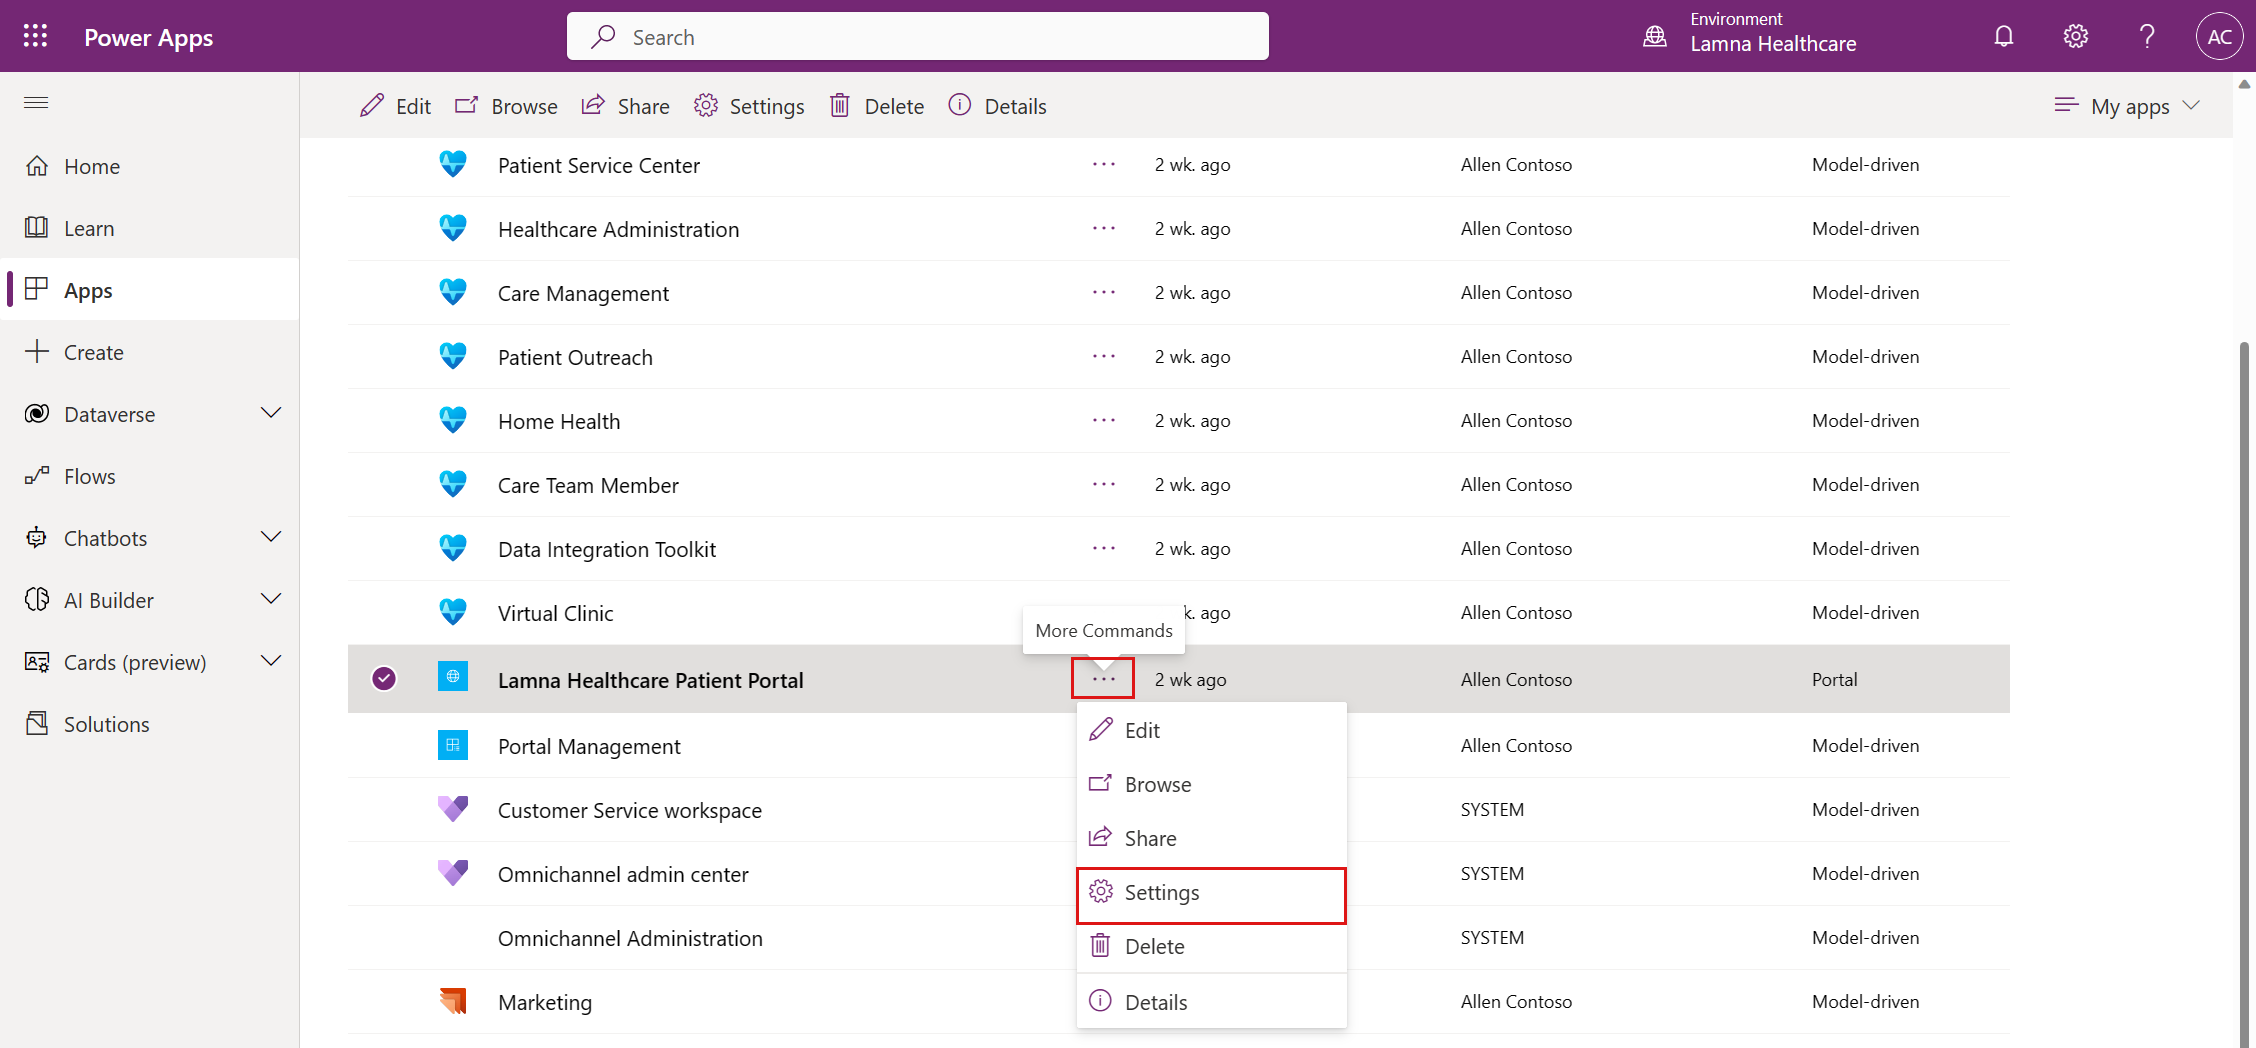 Power Apps
Search
Environment
Lamna Healthcare
AC
Edit Browse Share Settings Delete Details My apps
Home
Learn
Apps
Create
Dataverse
Flows
Chatbots
AI Builder
Cards (preview)
Solutions
Patient Service Center ... 2 wk. ago Allen Contoso Model-driven
Healthcare Administration ... 2 wk. ago Allen Contoso Model-driven
Care Management ... 2 wk. ago Allen Contoso Model-driven
Patient Outreach ... 2 wk. ago Allen Contoso Model-driven
Home Health ... 2 wk. ago Allen Contoso Model-driven
Care Team Member ... 2 wk. ago Allen Contoso Model-driven
Data Integration Toolkit ... 2 wk. ago Allen Contoso Model-driven
Virtual Clinic k. ago Allen Contoso Model-driven
More Commands
Lamna Healthcare Patient Portal ... 2 wk ago Allen Contoso Portal
Portal Management Allen Contoso Model-driven
Customer Service workspace SYSTEM Model-driven
Omnichannel admin center SYSTEM Model-driven
Omnichannel Administration SYSTEM Model-driven
Marketing Allen Contoso Model-driven
Edit
Browse
Share
Settings
Delete
Details